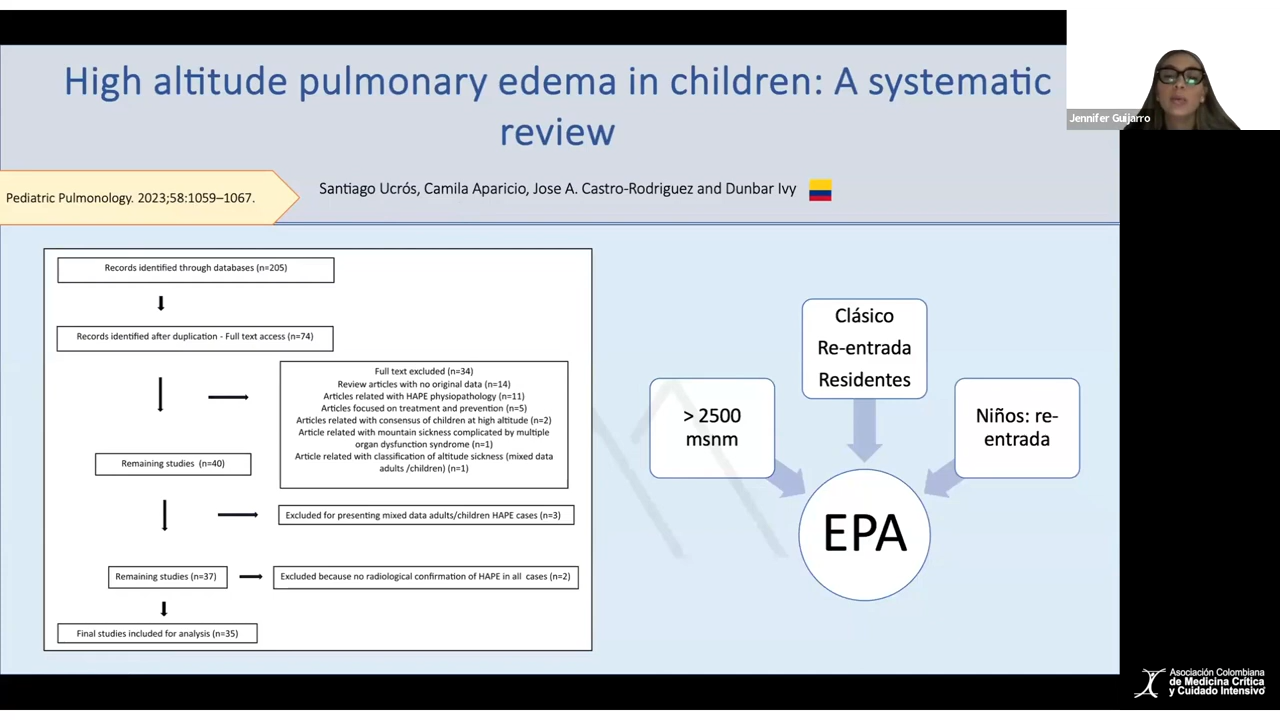 High altitude pulmonary edema in children: A systematic
review
Jennifer Guijarro
Pediatric Pulmonology. 2023;58:1059–1067.
Santiago Ucrós, Camila Aparicio, Jose A. Castro-Rodriguez and Dunbar Ivy
Records identified through databases (n=205)
Records identified after duplication - Full text access (n=74)
Full text excluded (n=34)
Review articles with no original data (n=14)
Articles related with HAPE physiopathology (n=11)
Articles focused on treatment and prevention (n=5)
Articles related with consensus of children at high altitude (n=2)
Article related with mountain sickness complicated by multiple
organ dysfunction syndrome (n=1)
Article related with classification of altitude sickness (mixed data
adults /children) (n=1)
Remaining studies (n=40)
Excluded for presenting mixed data adults/children HAPE cases (n=3)
Remaining studies (n=37)
Excluded because no radiological confirmation of HAPE in all cases (n=2)
Final studies included for analysis (n=35)
> 2500
msnm
Clásico
Re-entrada
Residentes
Niños: re-
entrada
EPA
Asociación Colombiana
de Medicina Crítica
y Cuidado Intensivo